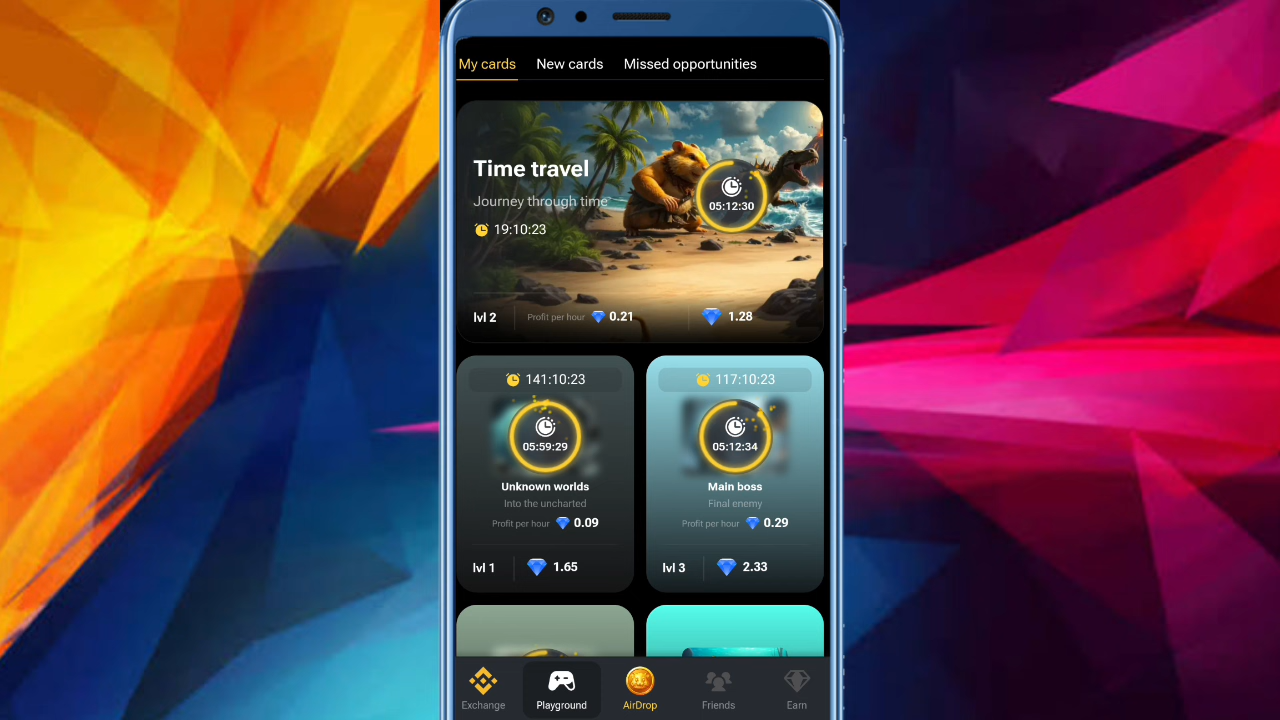 My cards New cards Missed opportunities
Time travel
Journey through time
05:12:30
19:10:23
lvl 2 Profit per hour 0.21 1.28
141:10:23
05:59:29
Unknown worlds
Into the uncharted
Profit per hour 0.09
lvl 1 1.65
117:10:23
05:12:34
Main boss
Final enemy
Profit per hour 0.29
lvl 3 2.33
Exchange Playground AirDrop Friends Earn